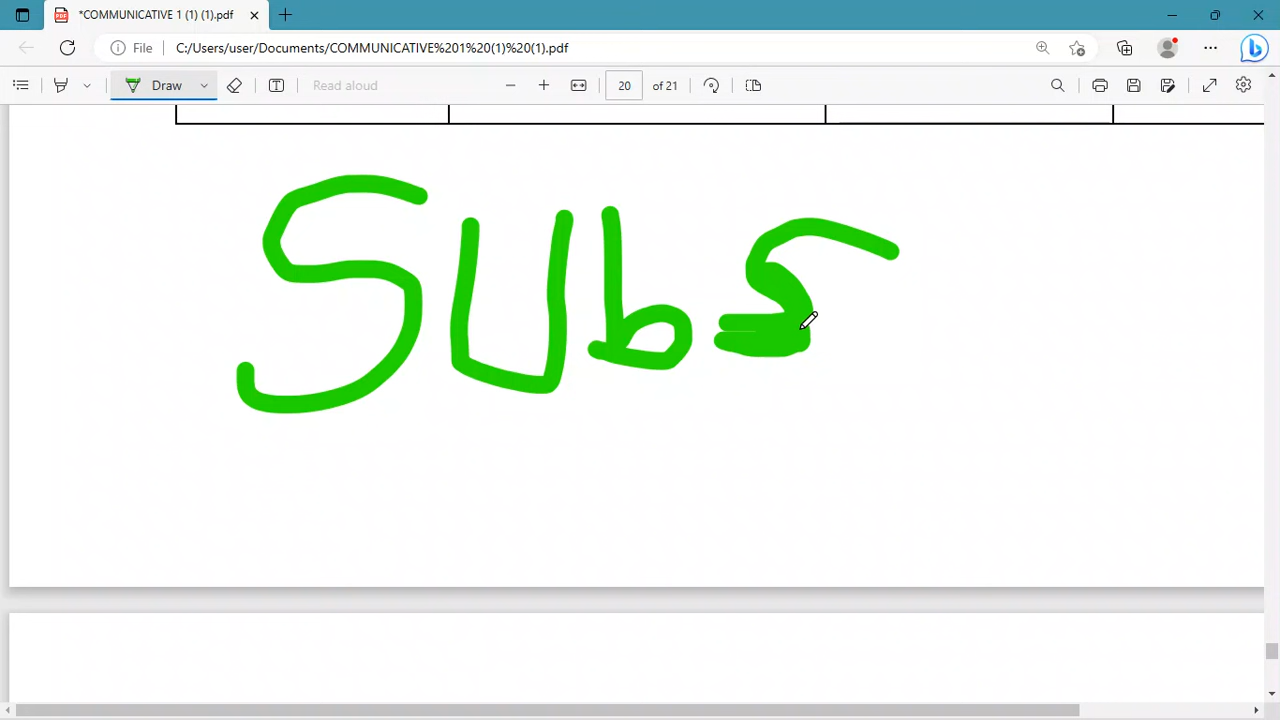 *COMMUNICATIVE 1 (1) (1).pdf
File C:/Users/user/Documents/COMMUNICATIVE%201%20(1)%20(1).pdf
Draw Read aloud 20 of 21
SUbs